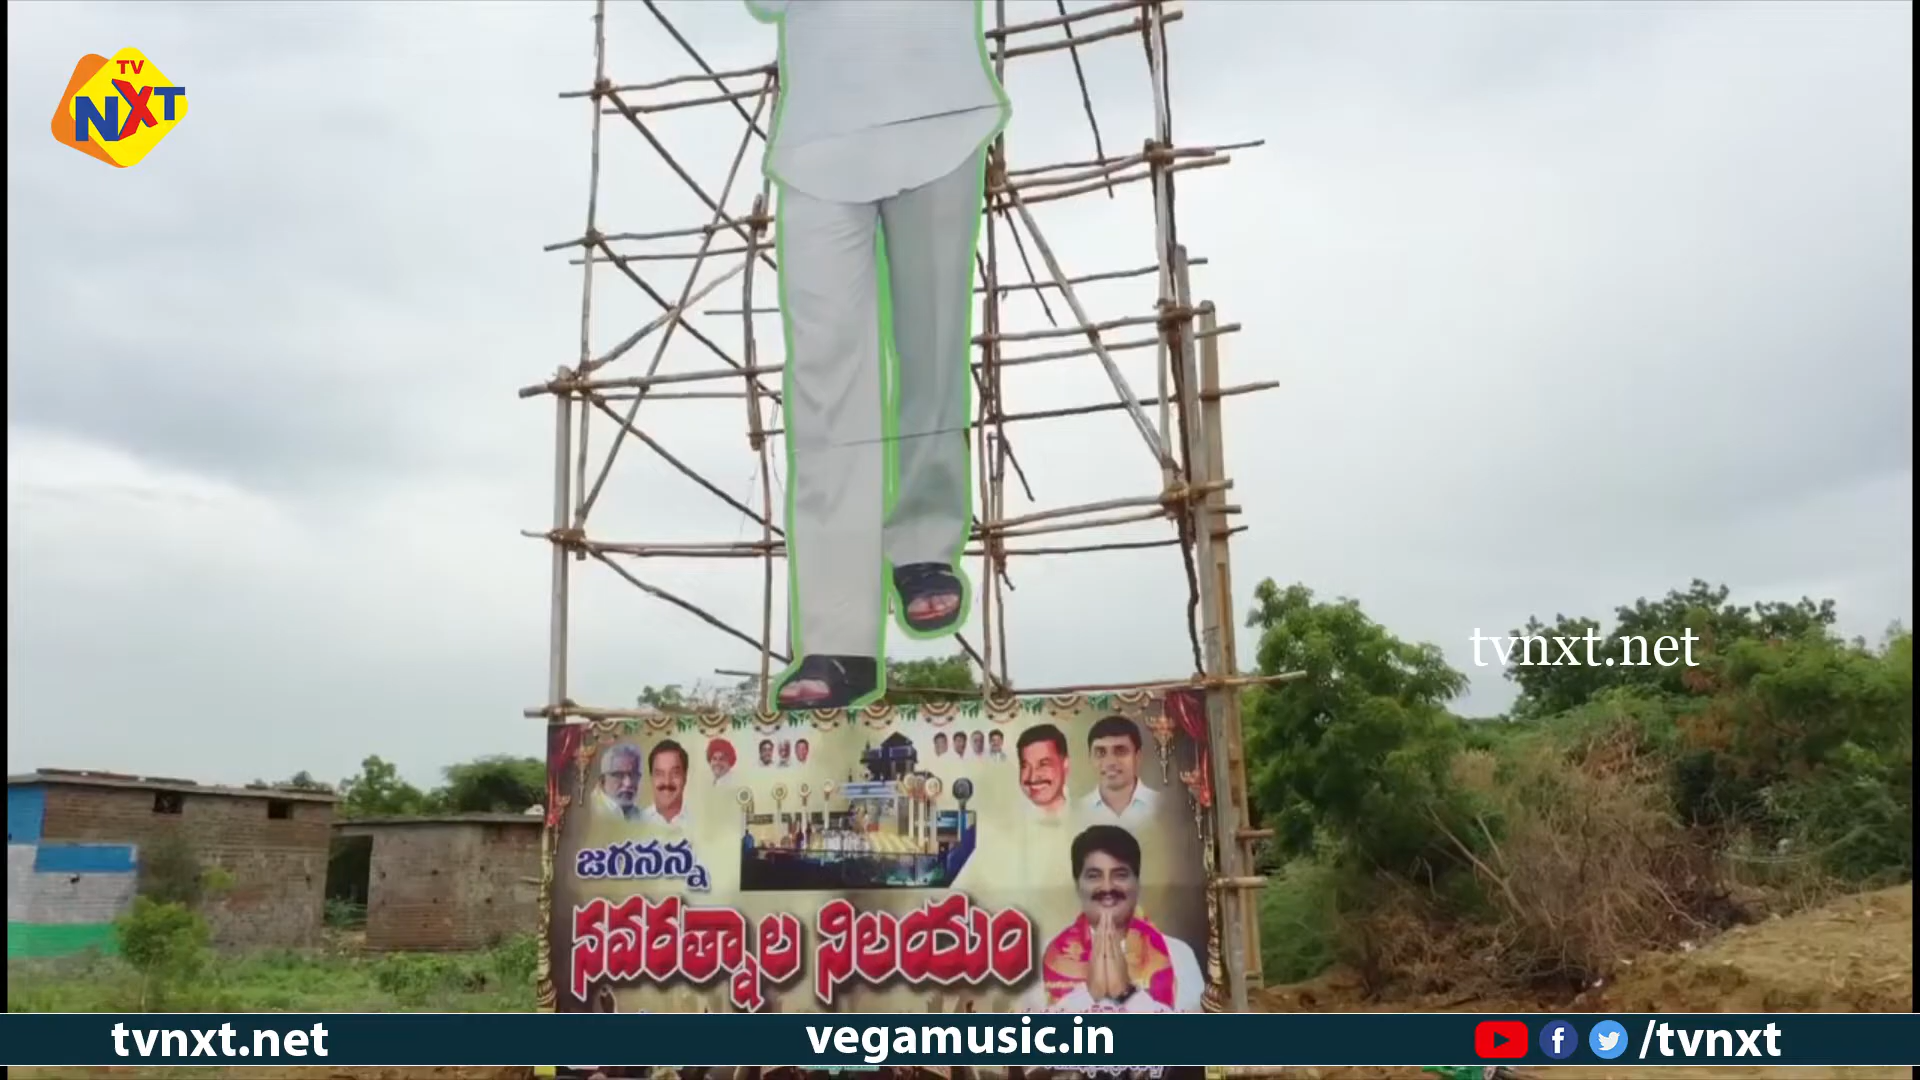 TV
NXT
tvnxt.net
జగనన్న
నవరత్నాల నిలయం
tvnxt.net
vegamusic.in
/tvnxt